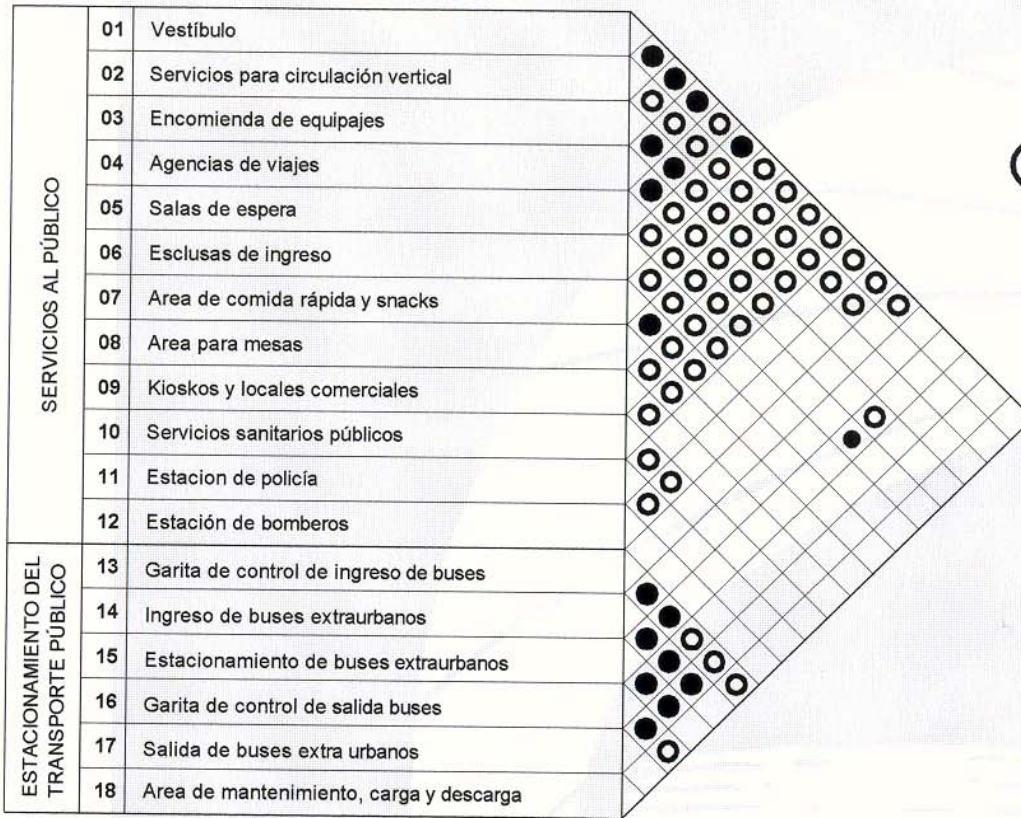 SERVICIOS AL PÚBLICO
01 Vestíbulo
02 Servicios para circulación vertical
03 Encomienda de equipajes
04 Agencias de viajes
05 Salas de espera
06 Esclusas de ingreso
07 Area de comida rápida y snacks
08 Area para mesas
09 Kioskos y locales comerciales
10 Servicios sanitarios públicos
11 Estacion de policía
12 Estación de bomberos
ESTACIONAMIENTO DEL
TRANSPORTE PÚBLICO
13 Garita de control de ingreso de buses
14 Ingreso de buses extraurbanos
15 Estacionamiento de buses extraurbanos
16 Garita de control de salida buses
17 Salida de buses extra urbanos
18 Area de mantenimiento, carga y descarga